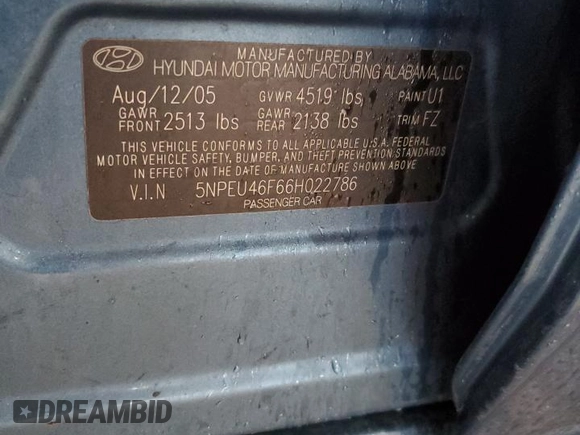 MANUFACTURED BY
HYUNDAI MOTOR MANUFACTURING ALABAMA, LLC
Aug/12/05 GVWR 4519 lbs PAINT U1
GAWR FRONT 2513 lbs GAWR REAR 2138 lbs TRIM FZ
THIS VEHICLE CONFORMS TO ALL APPLICABLE U.S.A. FEDERAL
MOTOR VEHICLE SAFETY, BUMPER, AND THEFT PREVENTION STANDARDS
IN EFFECT ON THE DATE OF MANUFACTURE SHOWN ABOVE.
V.I.N 5NPEU46F66H022786
PASSENGER CAR
DREAMBID